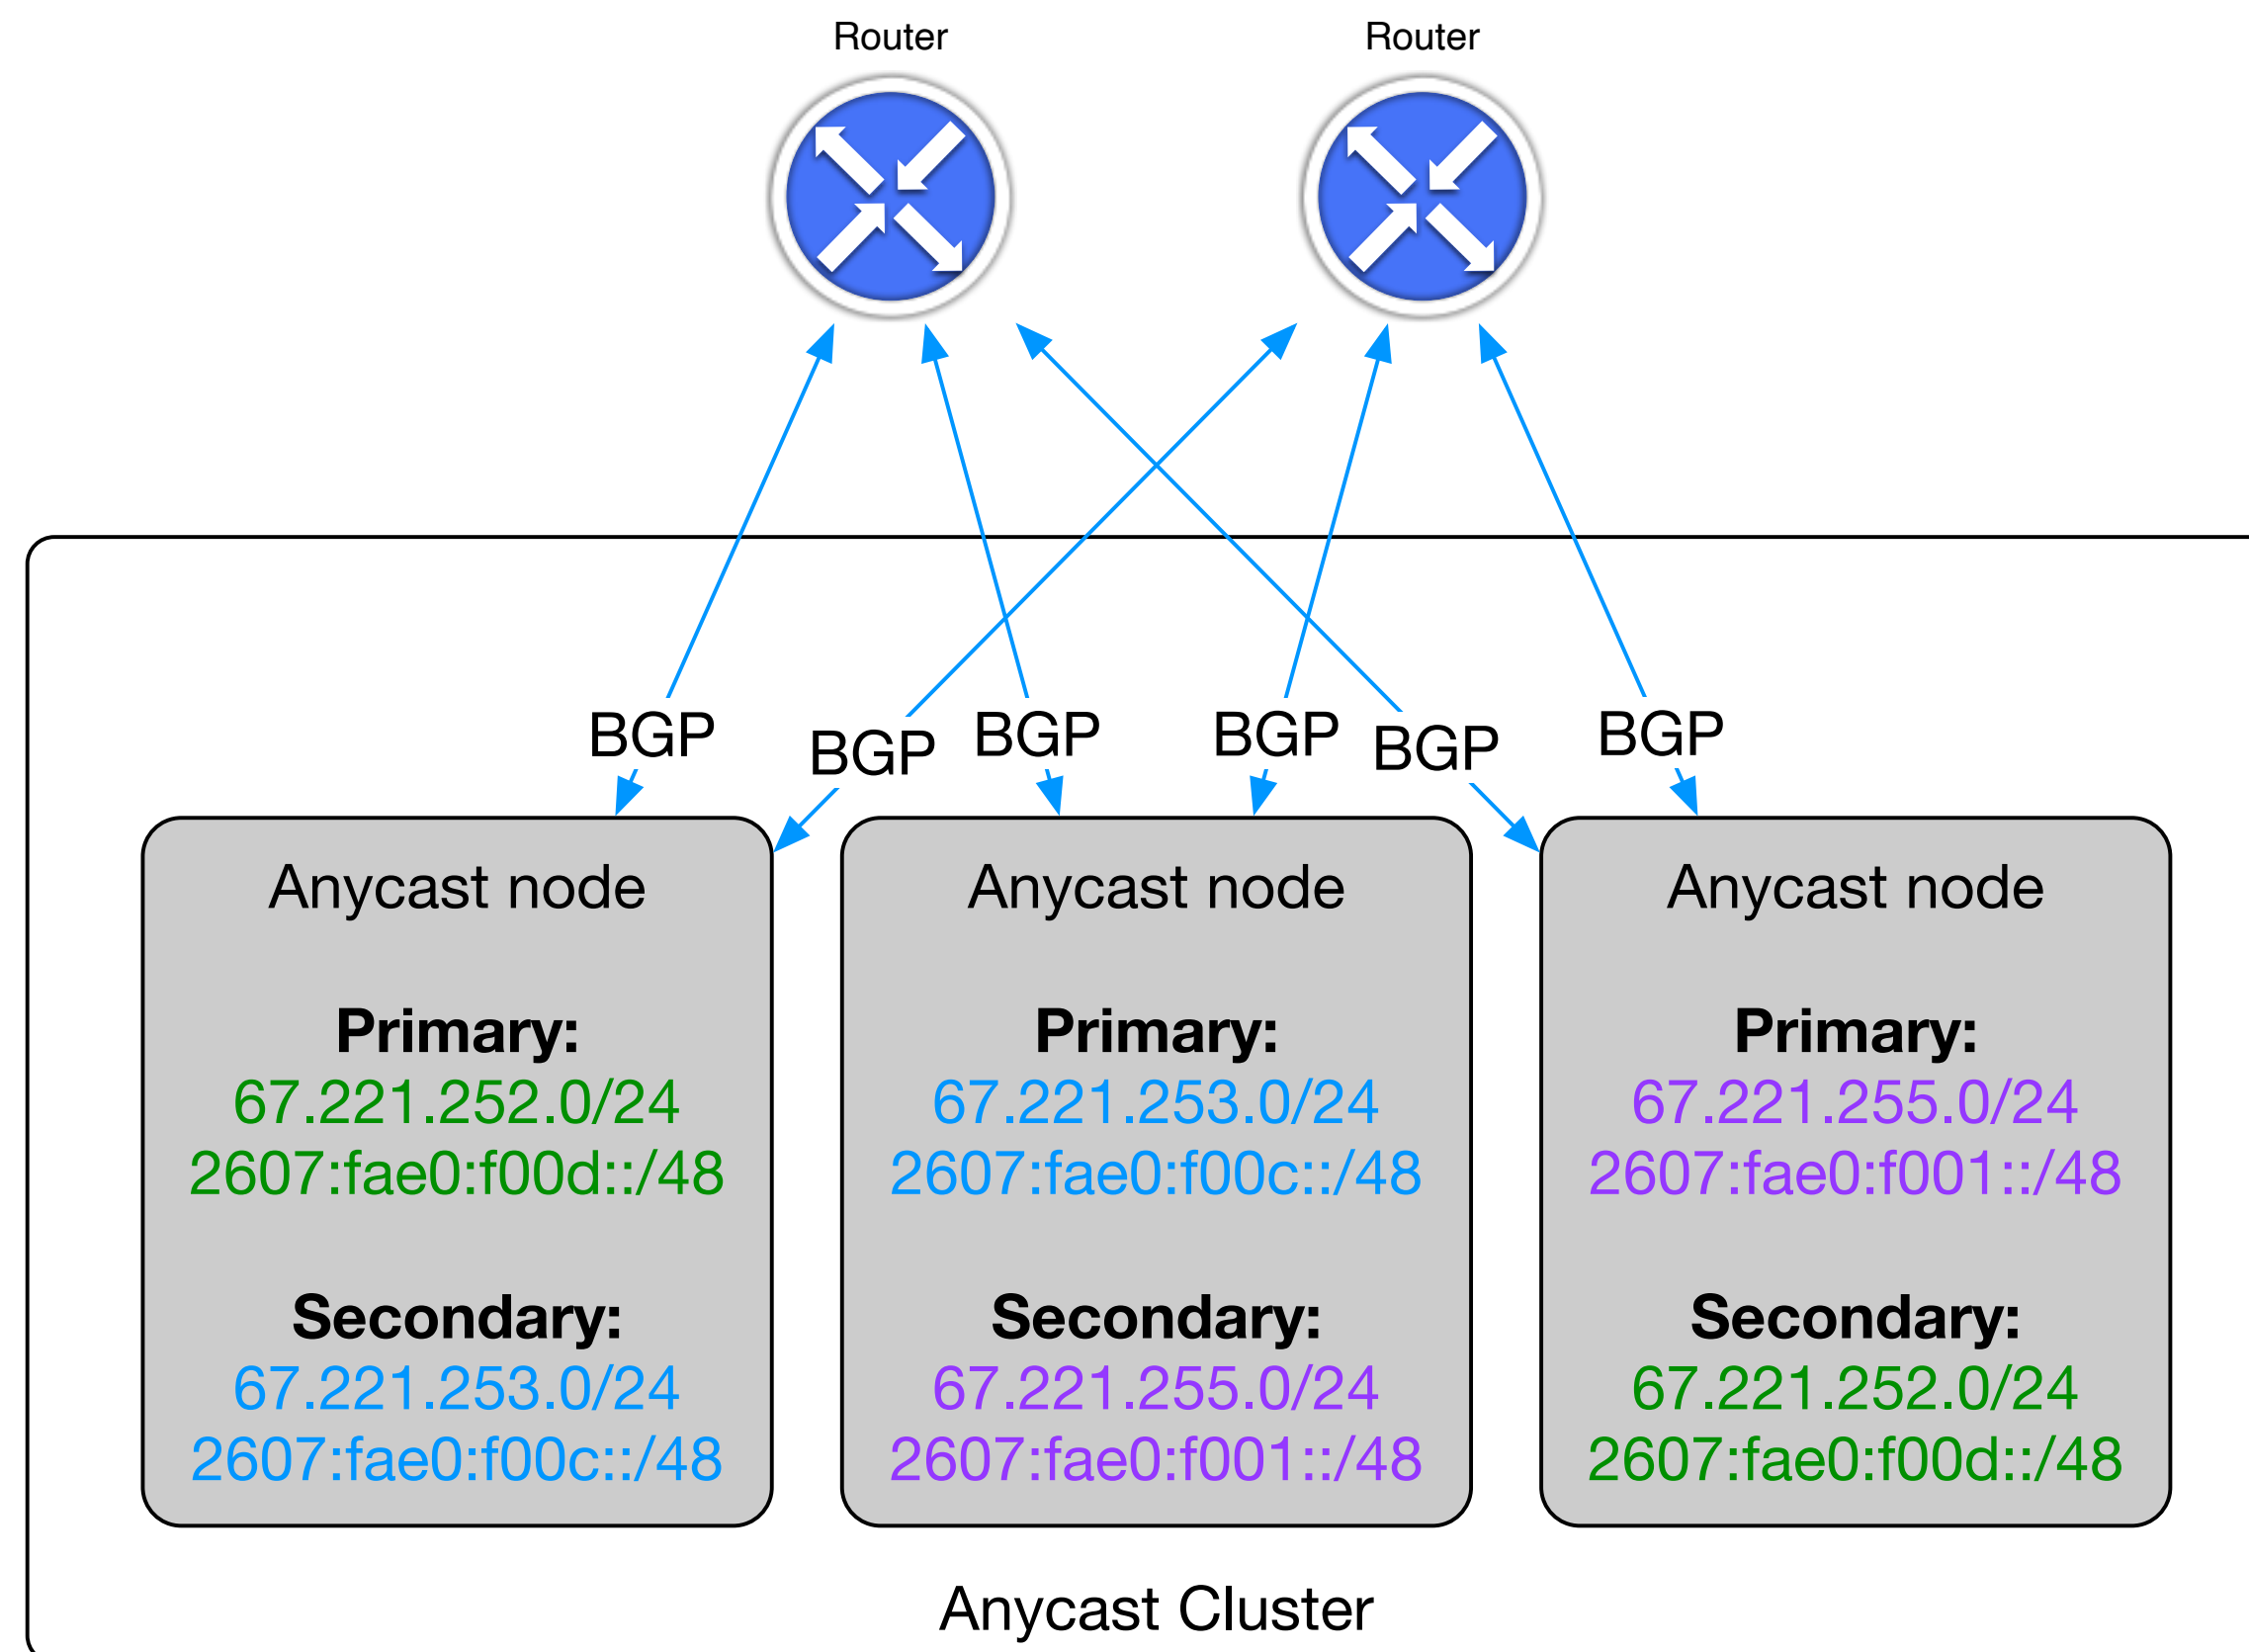 Router
Router
BGP
BGP
BGP
BGP
BGP
BGP
Anycast node
Primary:
67.221.252.0/24
2607:fae0:f00d::/48
Secondary:
67.221.253.0/24
2607:fae0:f00c::/48
Anycast node
Primary:
67.221.253.0/24
2607:fae0:f00c::/48
Secondary:
67.221.255.0/24
2607:fae0:f001::/48
Anycast node
Primary:
67.221.255.0/24
2607:fae0:f001::/48
Secondary:
67.221.252.0/24
2607:fae0:f00d::/48
Anycast Cluster